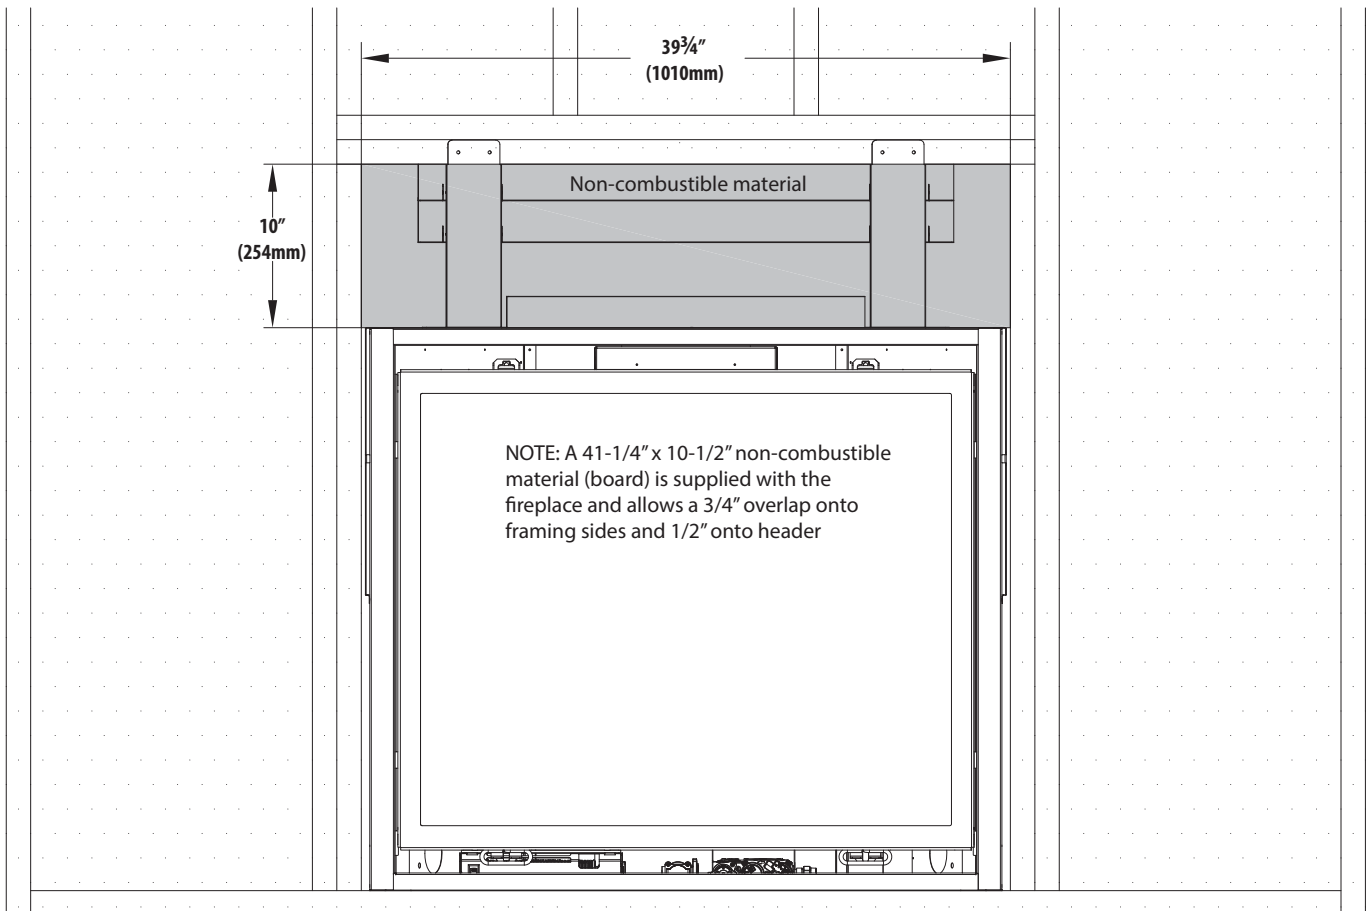 39¾″
(1010mm)
Non-combustible material
10″
(254mm)
NOTE: A 41-1/4″ x 10-1/2″ non-combustible
material (board) is supplied with the
fireplace and allows a 3/4″ overlap onto
framing sides and 1/2″ onto header